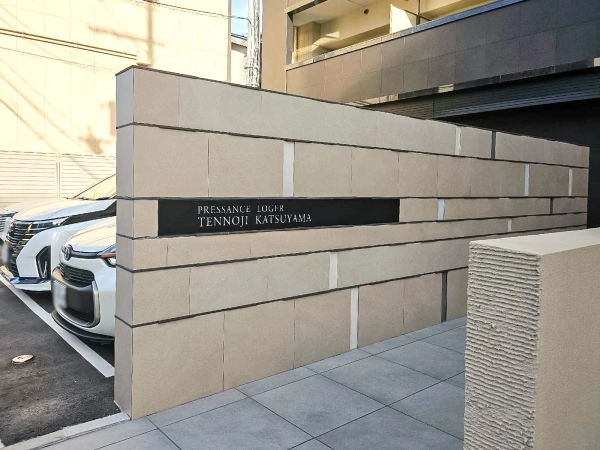 PRESSANCE LOGER
TENNOJI KATSUYAMA